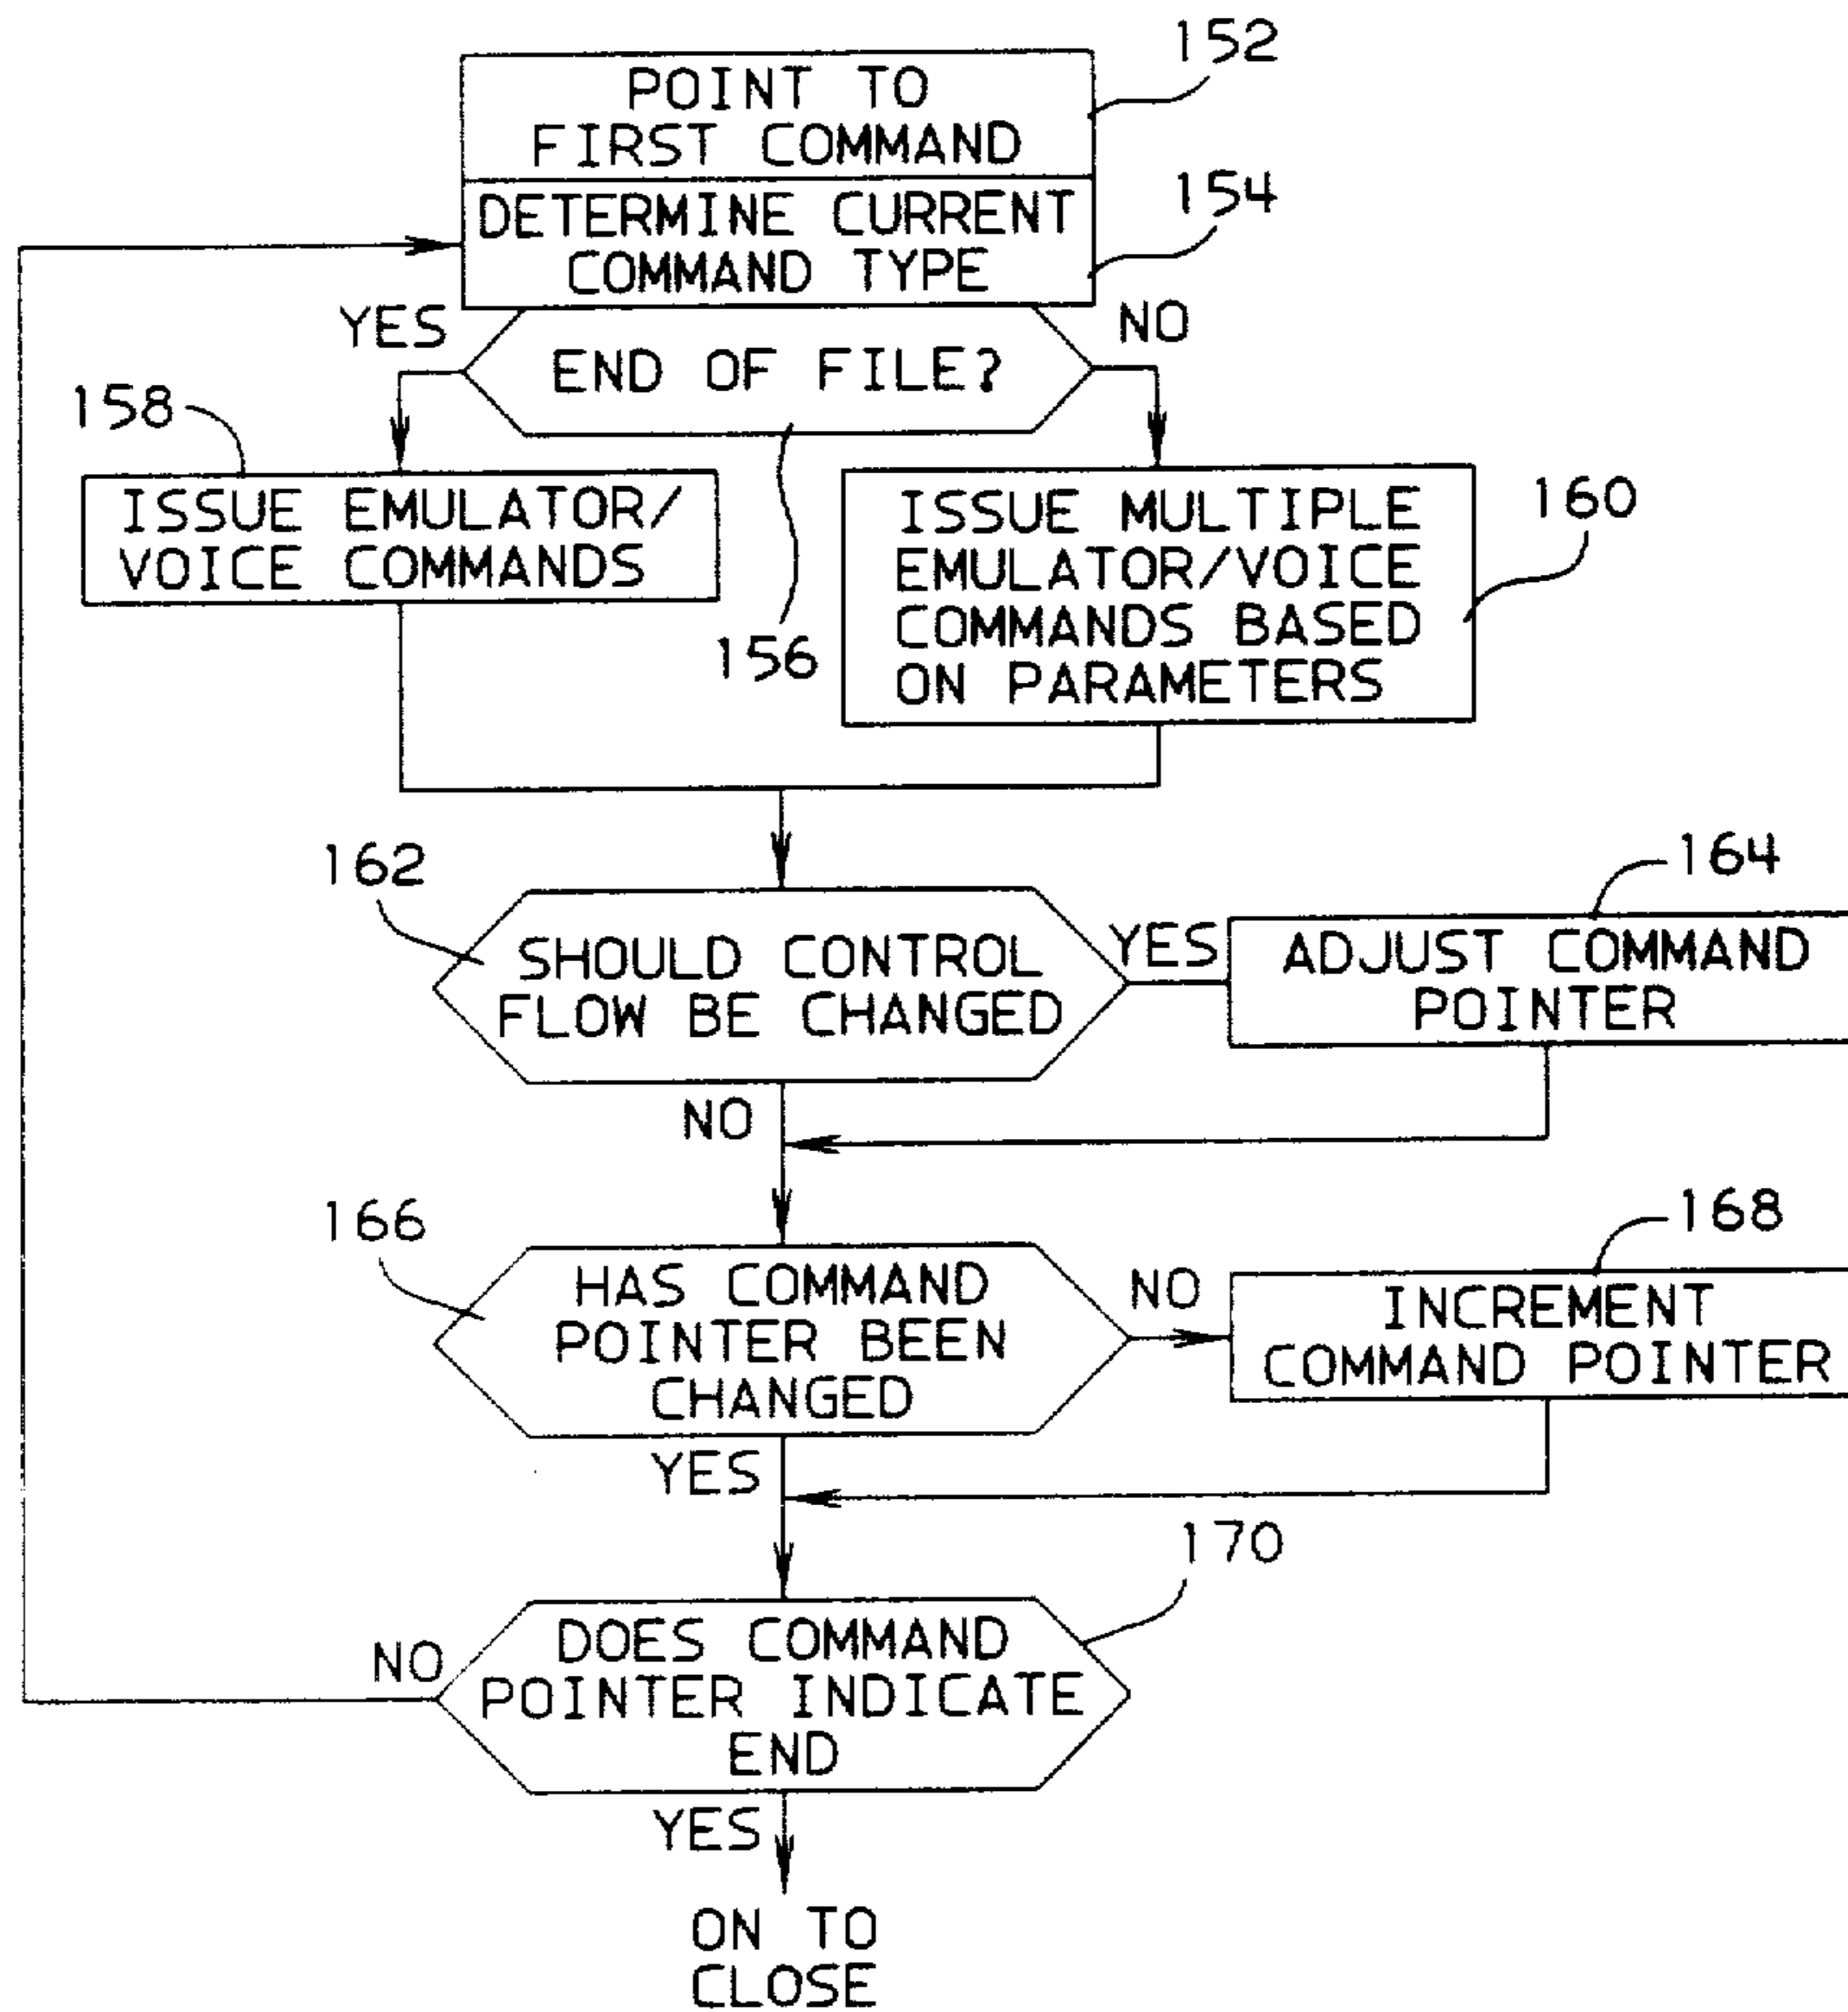 152
POINT TO
FIRST COMMAND
154
DETERMINE CURRENT
COMMAND TYPE
YES
NO
END OF FILE?
158
156
ISSUE EMULATOR/
VOICE COMMANDS
160
ISSUE MULTIPLE
EMULATOR/VOICE
COMMANDS BASED
ON PARAMETERS
162
SHOULD CONTROL
FLOW BE CHANGED
YES
164
ADJUST COMMAND
POINTER
NO
166
HAS COMMAND
POINTER BEEN
CHANGED
NO
168
INCREMENT
COMMAND POINTER
YES
170
DOES COMMAND
POINTER INDICATE
END
NO
YES
ON TO
CLOSE